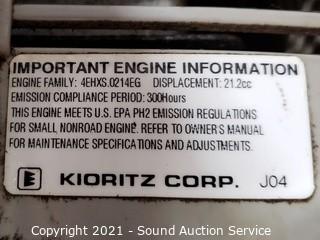 IMPORTANT ENGINE INFORMATION
ENGINE FAMILY: 4EHXS.0214EG DISPLACEMENT: 21.2cc
EMISSION COMPLIANCE PERIOD: 300Hours
THIS ENGINE MEETS U.S. EPA PH2 EMISSION REGULATIONS
FOR SMALL NONROAD ENGINE. REFER TO OWNER'S MANUAL
FOR MAINTENANCE SPECIFICATIONS AND ADJUSTMENTS.
KIORITZ CORP. J04
Copyright 2021 - Sound Auction Service